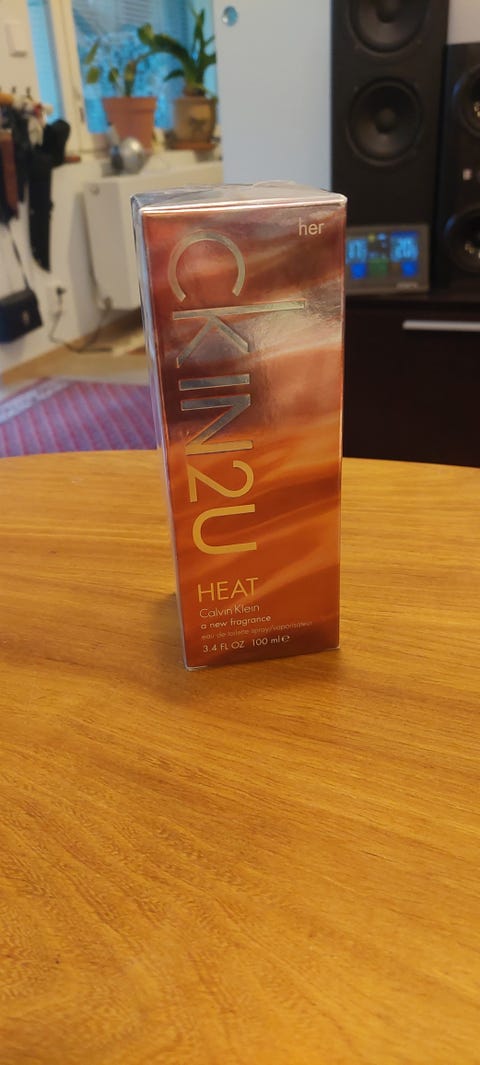 her
ckIN2U
HEAT
Calvin Klein
a new fragrance
eau de toilette spray/vaporisateur
3.4 FL OZ 100 ml℮